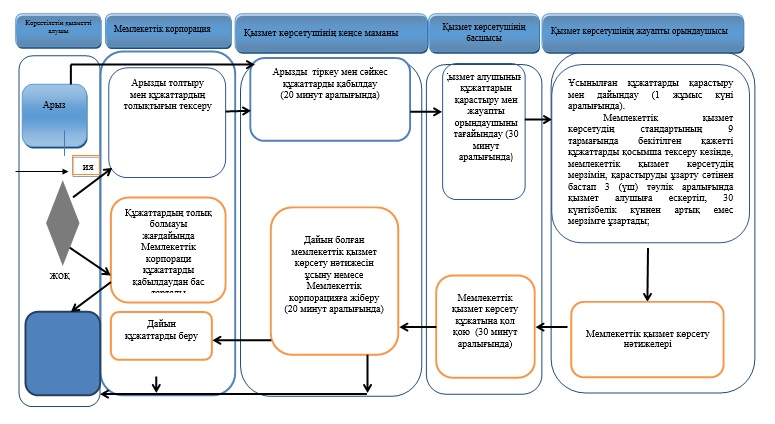 Көрсетілетін қызметті
алушы
Мемлекеттік корпорация
Қызмет көрсетушінің кеңсе маманы
Қызмет көрсетушінің
басшысы
Қызмет көрсетушінің жауапты орындаушысы
Арыз
ия
жоқ
Арызды толтыру
мен құжаттардың
толықтығын тексеру
Құжаттардың толық
болмауы
жағдайында
Мемлекеттік
корпораци
құжаттарды
қабылдаудан бас
Дайын
құжаттарды беру
Арызды тіркеу мен сәйкес
құжаттарды қабылдау
(20 минут аралығында)
Дайын болған
мемлекеттік қызмет
көрсету нәтижесін
ұсыну немесе
Мемлекеттік
корпорацияға жіберу
(20 минут аралығында)
ызмет алушының
құжаттарын
қарастыру мен
жауапты
орындаушыны
тағайындау (30
минут
аралығында)
Мемлекеттік
қызмет көрсету
құжатына қол
қою (30 минут
аралығында)
Ұсынылған құжаттарды қарастыру
мен дайындау (1 жұмыс күні
аралығында).
Мемлекеттік қызмет
көрсетудің стандартының 9
тармағында бекітілген қажетті
құжаттарды қосымша тексеру кезінде,
мемлекеттік қызмет көрсетудің
мерзімін, қарастыруды ұзарту сәтінен
бастап 3 (үш) тәулік аралығында
қызмет алушыға ескертіп, 30
күнтізбелік күннен артық емес
мерзімге ұзартады;
Мемлекеттік қызмет көрсету
нәтижелері